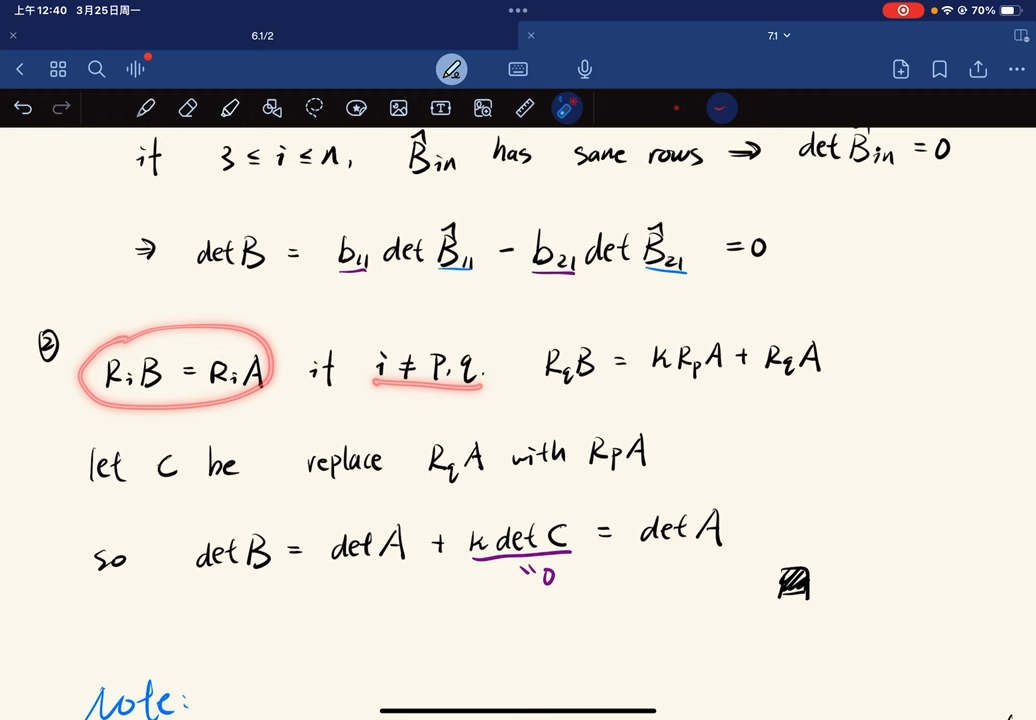 上午12:40 3月25日周一
70%
6.1/2
7.1
if 3 ≤ i ≤ n, B̂in has same rows ⇒ det B̂in = 0
⇒ det B = b11 det B̂11 - b21 det B̂21 = 0
② RiB = RiA if i ≠ p, q. RqB = kRpA + RqA
let C be replace RqA with RpA
so det B = det A + k det C = det A
"0
Note: